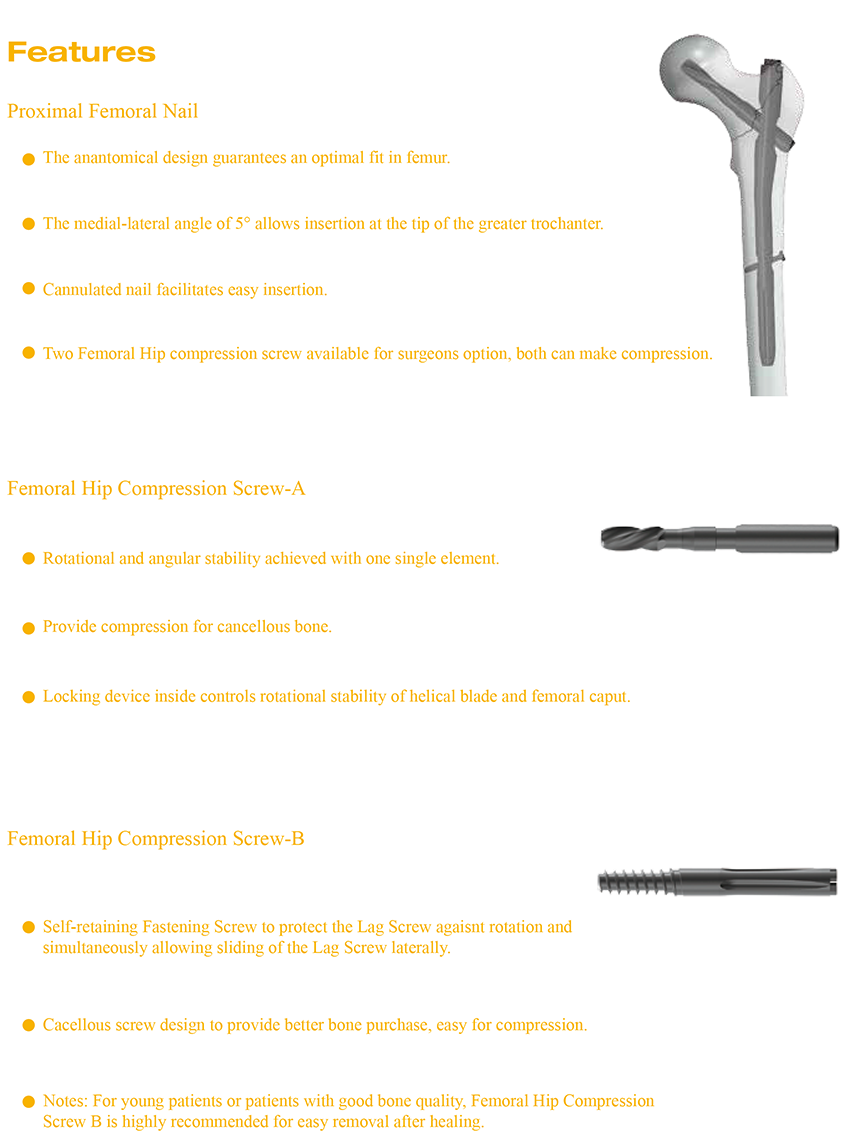 Features
Proximal Femoral Nail
The anantomical design guarantees an optimal fit in femur.
The medial-lateral angle of 5° allows insertion at the tip of the greater trochanter.
Cannulated nail facilitates easy insertion.
Two Femoral Hip compression screw available for surgeons option, both can make compression.
Femoral Hip Compression Screw-A
Rotational and angular stability achieved with one single element.
Provide compression for cancellous bone.
Locking device inside controls rotational stability of helical blade and femoral caput.
Femoral Hip Compression Screw-B
Self-retaining Fastening Screw to protect the Lag Screw agaisnt rotation and
simultaneously allowing sliding of the Lag Screw laterally.
Cacellous screw design to provide better bone purchase, easy for compression.
Notes: For young patients or patients with good bone quality, Femoral Hip Compression
Screw B is highly recommended for easy removal after healing.